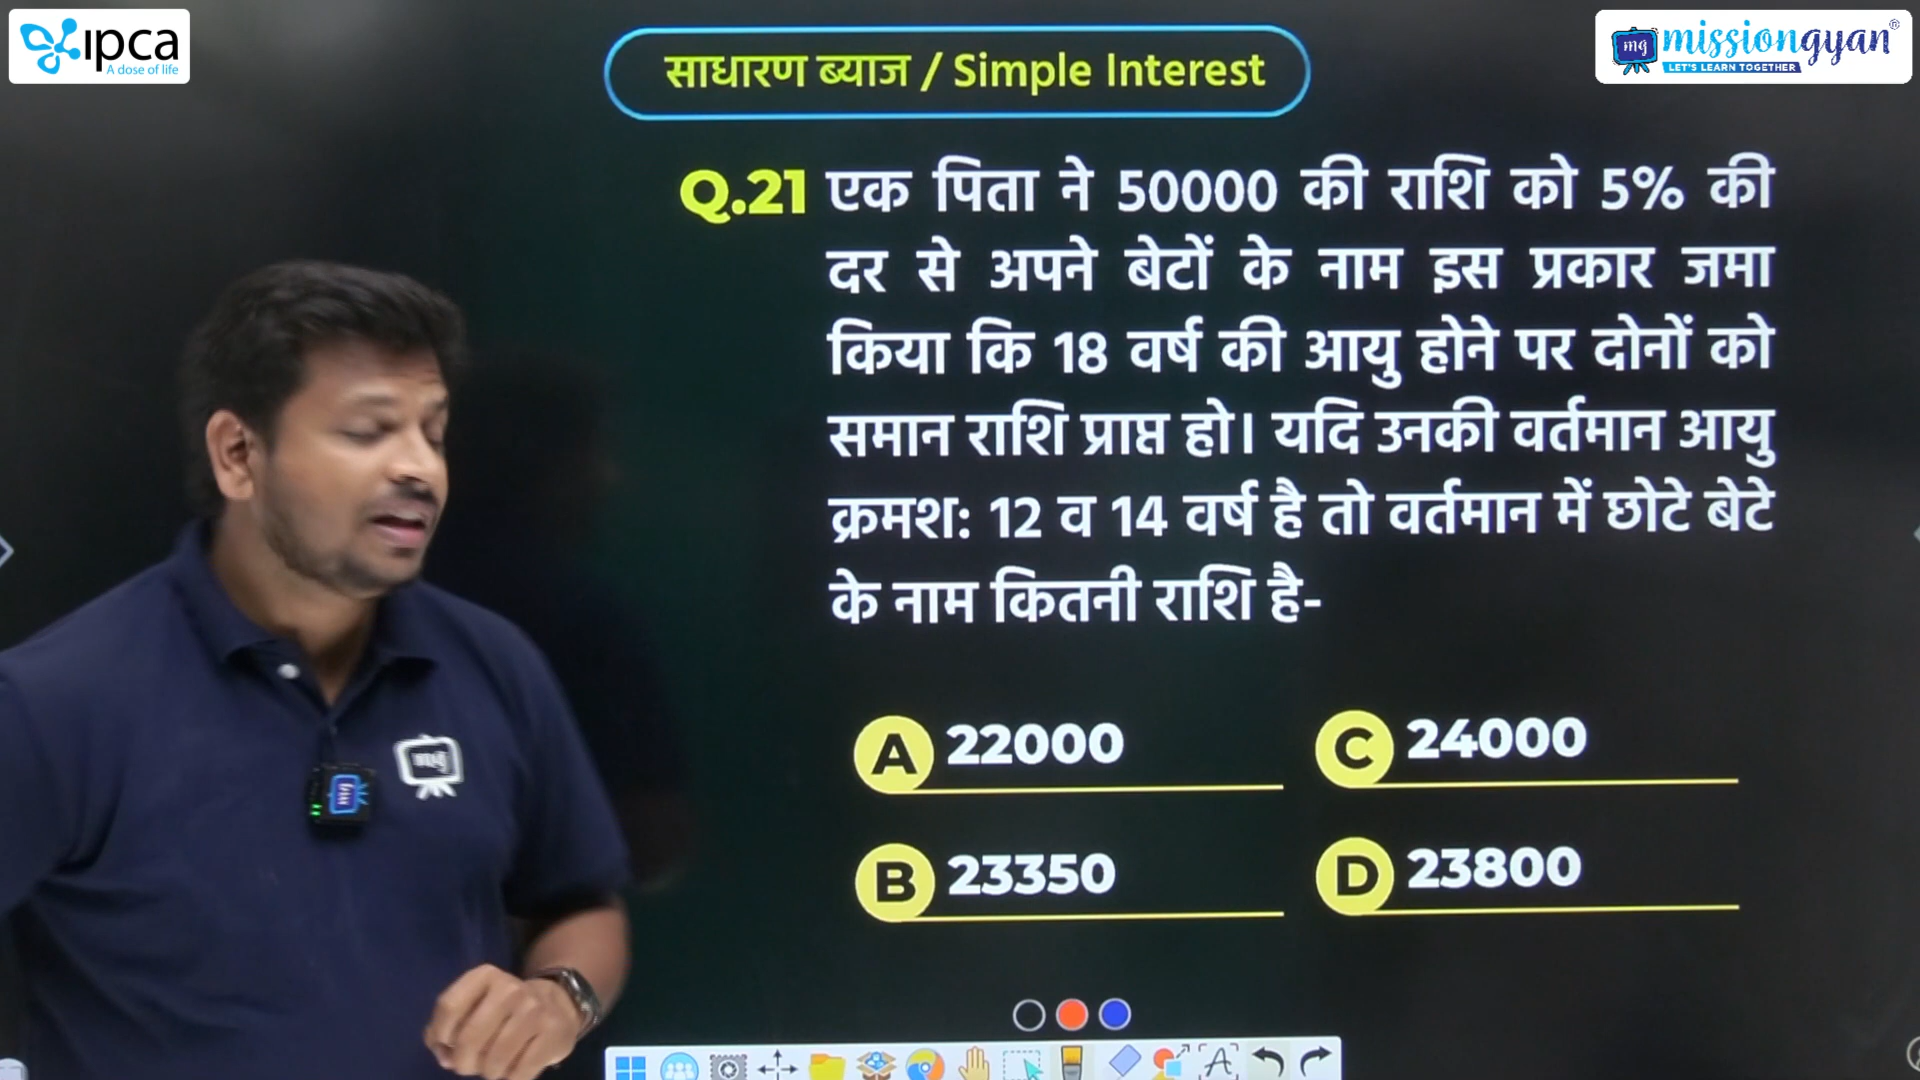 ipca
A dose of life
साधारण ब्याज / Simple Interest
mg missiongyan®
LET'S LEARN TOGETHER
Q.21 एक पिता ने 50000 की राशि को 5% की
दर से अपने बेटों के नाम इस प्रकार जमा
किया कि 18 वर्ष की आयु होने पर दोनों को
समान राशि प्राप्त हो। यदि उनकी वर्तमान आयु
क्रमश: 12 व 14 वर्ष है तो वर्तमान में छोटे बेटे
के नाम कितनी राशि है-
A 22000
C 24000
B 23350
D 23800
mg